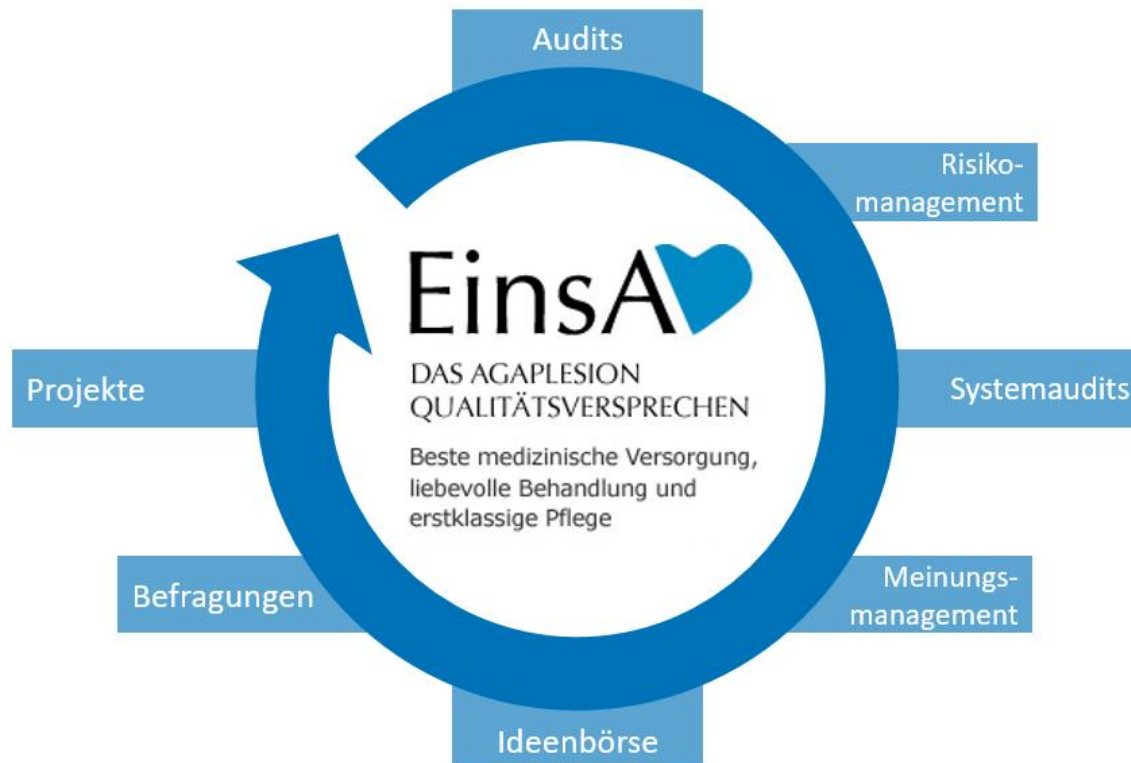 Audits
Risiko-
management
Systemaudits
Meinungs-
management
Ideenbörse
Befragungen
Projekte
EinsA
DAS AGAPLESION
QUALITÄTSVERSPRECHEN
Beste medizinische Versorgung,
liebevolle Behandlung und
erstklassige Pflege